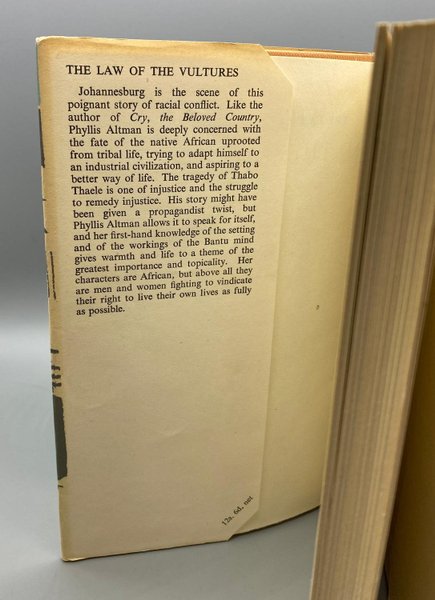 THE LAW OF THE VULTURES
Johannesburg is the scene of this
poignant story of racial conflict. Like the
author of Cry, the Beloved Country,
Phyllis Altman is deeply concerned with
the fate of the native African uprooted
from tribal life, trying to adapt himself to
an industrial civilization, and aspiring to a
better way of life. The tragedy of Thabo
Thaele is one of injustice and the struggle
to remedy injustice. His story might have
been given a propagandist twist, but
Phyllis Altman allows it to speak for itself,
and her first-hand knowledge of the setting
and of the workings of the Bantu mind
gives warmth and life to a theme of the
greatest importance and topicality. Her
characters are African, but above all they
are men and women fighting to vindicate
their right to live their own lives as fully
as possible.
12s. 6d. net